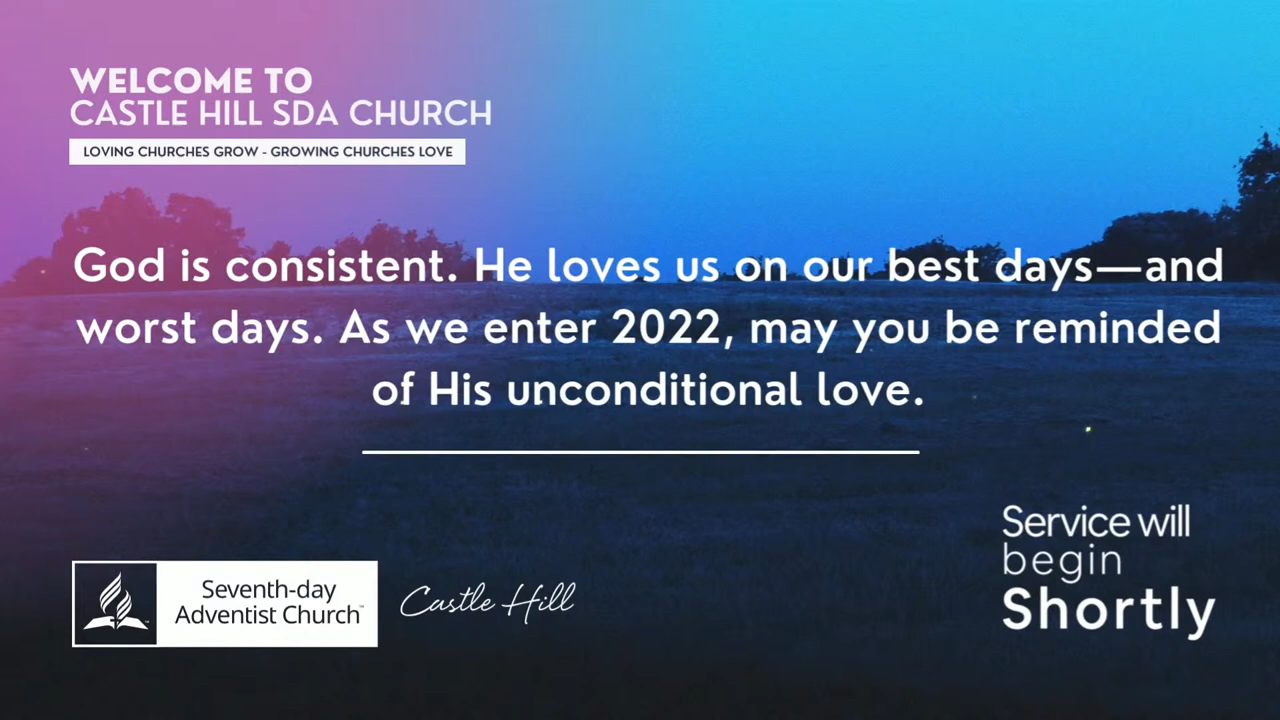 WELCOME TO
CASTLE HILL SDA CHURCH
LOVING CHURCHES GROW - GROWING CHURCHES LOVE
God is consistent. He loves us on our best days—and
worst days. As we enter 2022, may you be reminded
of His unconditional love.
Seventh-day
Adventist Church™
Castle Hill
Service will
begin
Shortly